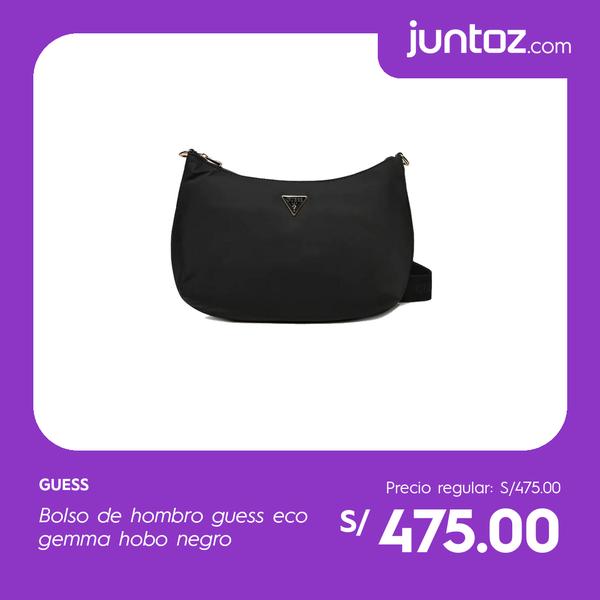 juntoz.com
GUESS
Bolso de hombro guess eco
gemma hobo negro
Precio regular: S/475.00
S/ 475.00